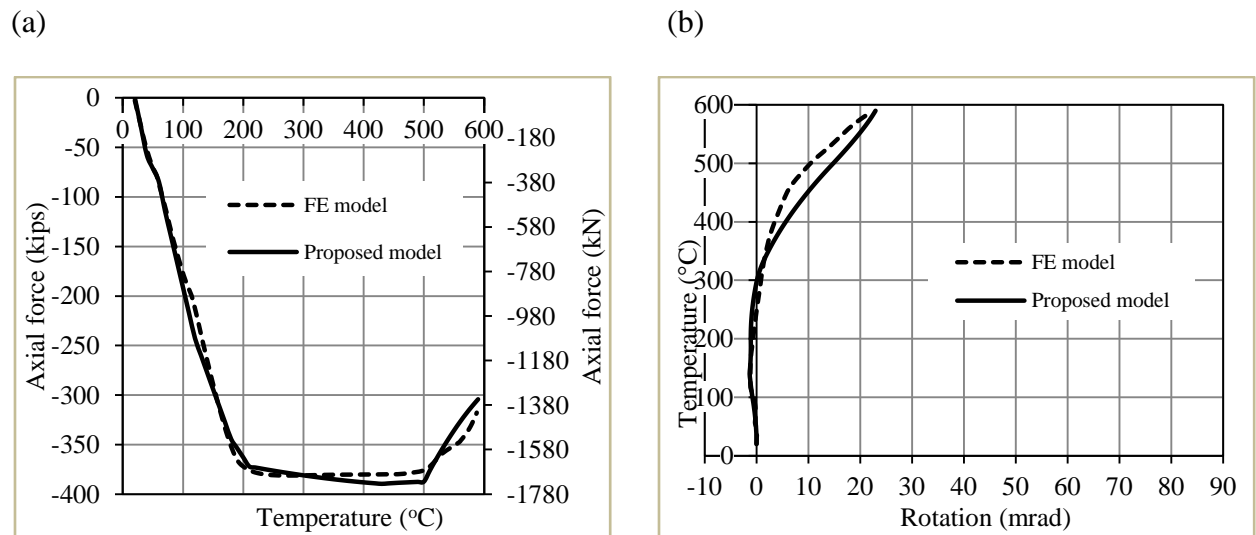 (a)
(b)
0
0 100 200 300 400 500 600
-50
-100
-150
-200
-250
-300
-350
-400
-180
-380
-580
-780
-980
-1180
-1380
-1580
-1780
Axial force (kips)
Axial force (kN)
FE model
Proposed model
Temperature (°C)
600
500
400
300
200
100
0
-10 0 10 20 30 40 50 60 70 80 90
Temperature (°C)
FE model
Proposed model
Rotation (mrad)